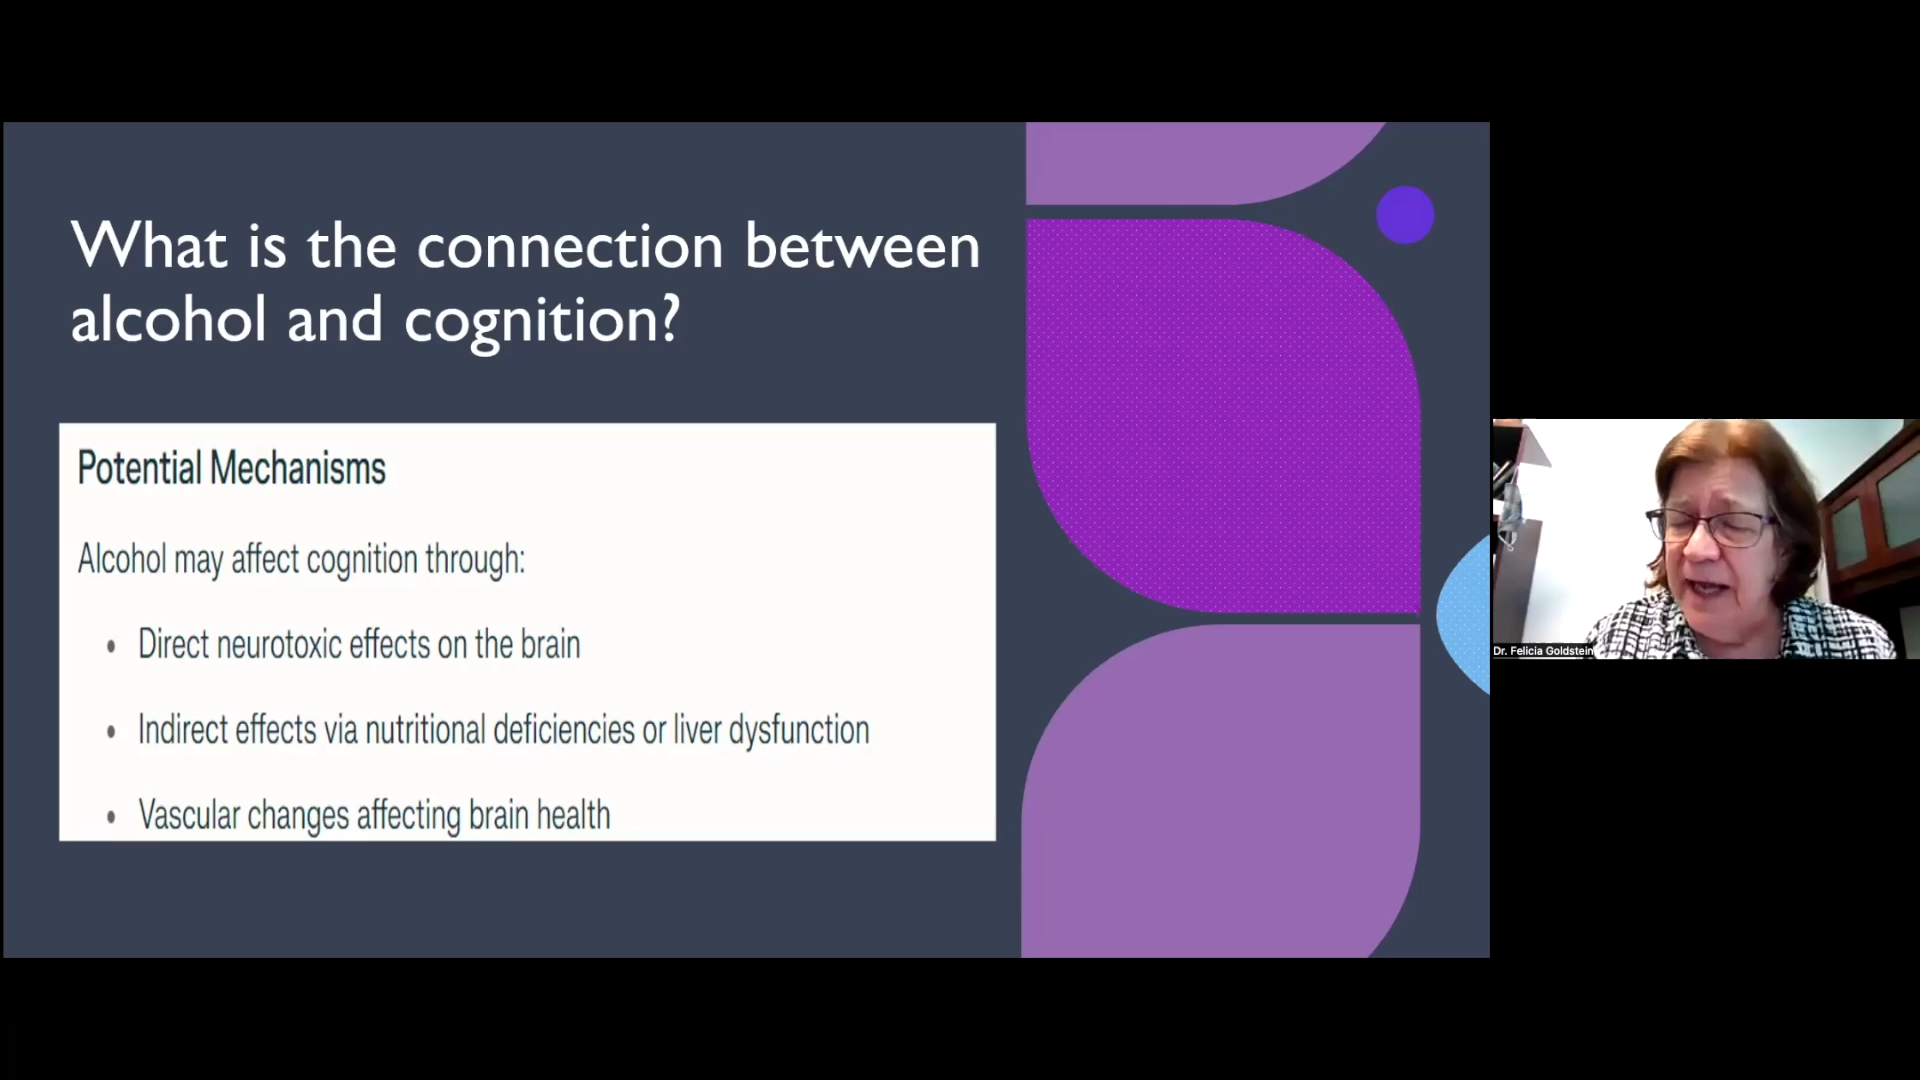 What is the connection between
alcohol and cognition?
Potential Mechanisms
Alcohol may affect cognition through:
• Direct neurotoxic effects on the brain
• Indirect effects via nutritional deficiencies or liver dysfunction
• Vascular changes affecting brain health
Dr. Felicia Goldstein